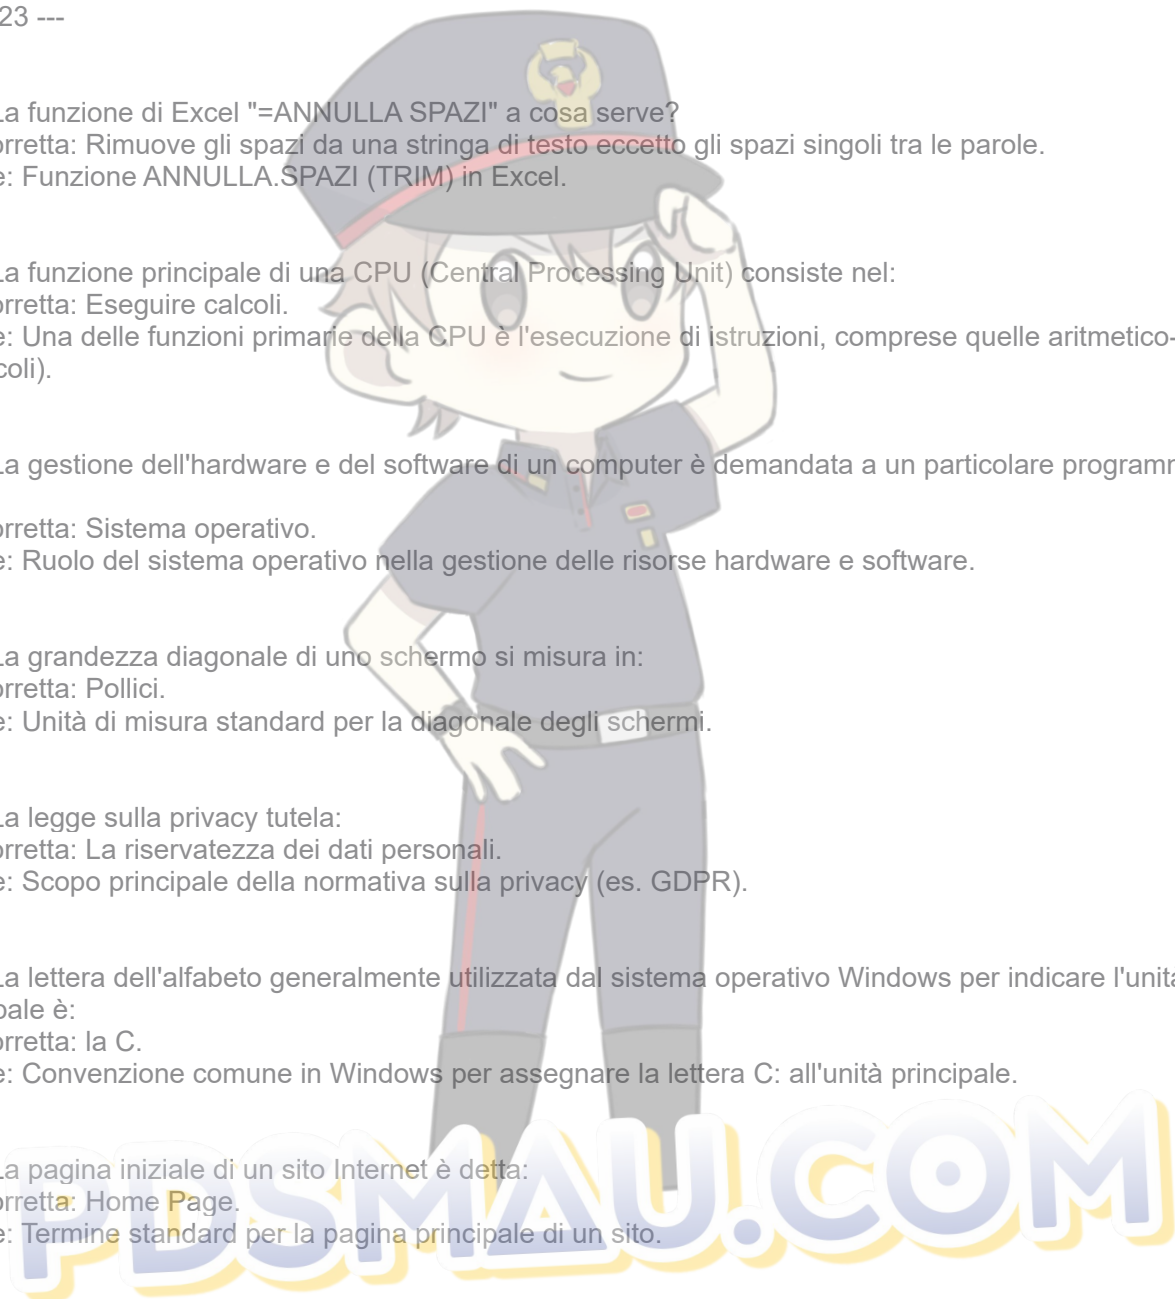 23 ---
La funzione di Excel "=ANNULLA SPAZI" a cosa serve?
orretta: Rimuove gli spazi da una stringa di testo eccetto gli spazi singoli tra le parole.
e: Funzione ANNULLA.SPAZI (TRIM) in Excel.
La funzione principale di una CPU (Central Processing Unit) consiste nel:
orretta: Eseguire calcoli.
e: Una delle funzioni primarie della CPU è l'esecuzione di istruzioni, comprese quelle aritmetico-
coli).
La gestione dell'hardware e del software di un computer è demandata a un particolare program
orretta: Sistema operativo.
e: Ruolo del sistema operativo nella gestione delle risorse hardware e software.
La grandezza diagonale di uno schermo si misura in:
orretta: Pollici.
e: Unità di misura standard per la diagonale degli schermi.
La legge sulla privacy tutela:
orretta: La riservatezza dei dati personali.
e: Scopo principale della normativa sulla privacy (es. GDPR).
La lettera dell'alfabeto generalmente utilizzata dal sistema operativo Windows per indicare l'unità
pale è:
orretta: la C.
e: Convenzione comune in Windows per assegnare la lettera C: all'unità principale.
La pagina iniziale di un sito Internet è detta:
orretta: Home Page.
e: Termine standard per la pagina principale di un sito.
PDSMAU.COM